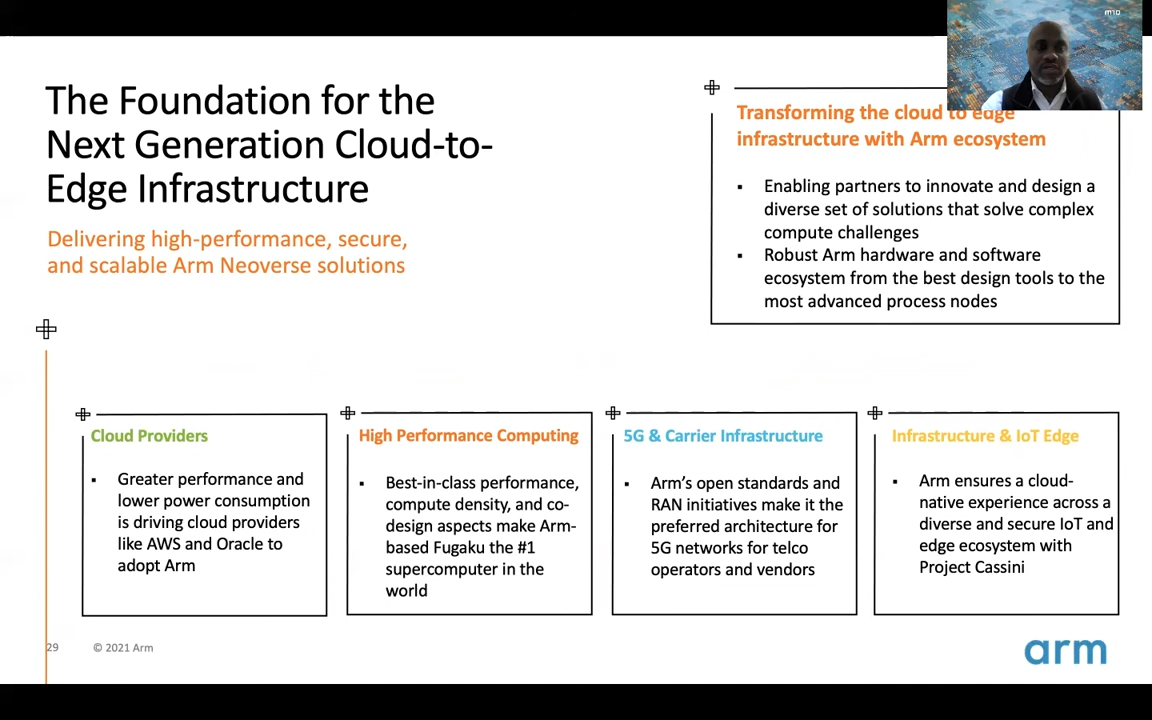 The Foundation for the
Next Generation Cloud-to-
Edge Infrastructure
Delivering high-performance, secure,
and scalable Arm Neoverse solutions
Transforming the cloud to edge
infrastructure with Arm ecosystem
▪ Enabling partners to innovate and design a
diverse set of solutions that solve complex
compute challenges
▪ Robust Arm hardware and software
ecosystem from the best design tools to the
most advanced process nodes
Cloud Providers
▪ Greater performance and
lower power consumption
is driving cloud providers
like AWS and Oracle to
adopt Arm
High Performance Computing
▪ Best-in-class performance,
compute density, and co-
design aspects make Arm-
based Fugaku the #1
supercomputer in the
world
5G & Carrier Infrastructure
▪ Arm’s open standards and
RAN initiatives make it the
preferred architecture for
5G networks for telco
operators and vendors
Infrastructure & IoT Edge
▪ Arm ensures a cloud-
native experience across a
diverse and secure IoT and
edge ecosystem with
Project Cassini
29 © 2021 Arm
arm